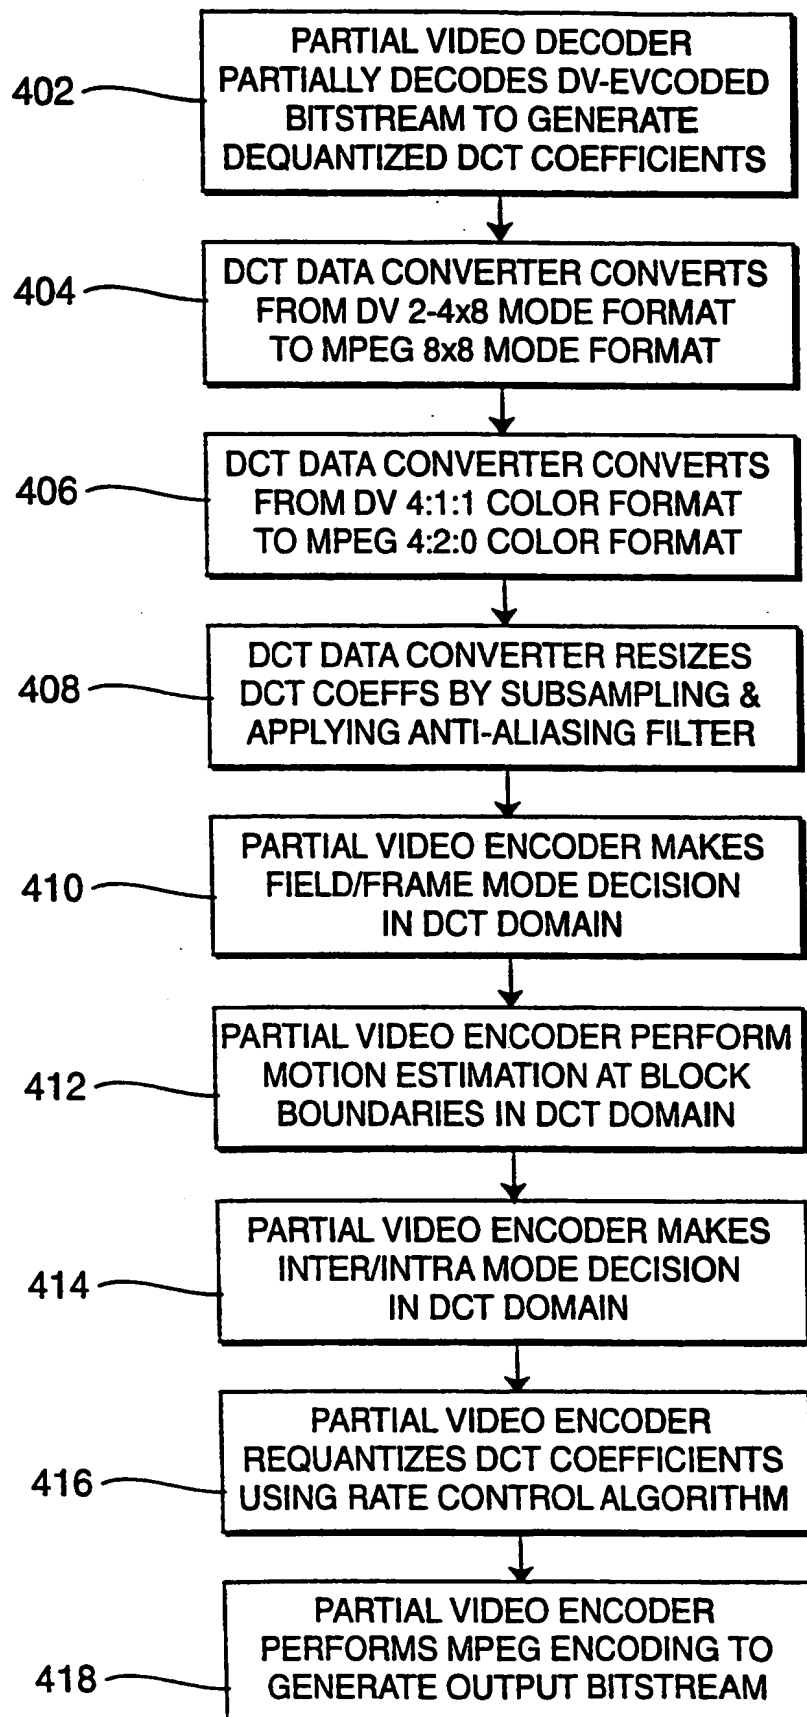 402
PARTIAL VIDEO DECODER
PARTIALLY DECODES DV-EVCODED
BITSTREAM TO GENERATE
DEQUANTIZED DCT COEFFICIENTS
404
DCT DATA CONVERTER CONVERTS
FROM DV 2-4x8 MODE FORMAT
TO MPEG 8x8 MODE FORMAT
406
DCT DATA CONVERTER CONVERTS
FROM DV 4:1:1 COLOR FORMAT
TO MPEG 4:2:0 COLOR FORMAT
408
DCT DATA CONVERTER RESIZES
DCT COEFFS BY SUBSAMPLING &
APPLYING ANTI-ALIASING FILTER
410
PARTIAL VIDEO ENCODER MAKES
FIELD/FRAME MODE DECISION
IN DCT DOMAIN
412
PARTIAL VIDEO ENCODER PERFORM
MOTION ESTIMATION AT BLOCK
BOUNDARIES IN DCT DOMAIN
414
PARTIAL VIDEO ENCODER MAKES
INTER/INTRA MODE DECISION
IN DCT DOMAIN
416
PARTIAL VIDEO ENCODER
REQUANTIZES DCT COEFFICIENTS
USING RATE CONTROL ALGORITHM
418
PARTIAL VIDEO ENCODER
PERFORMS MPEG ENCODING TO
GENERATE OUTPUT BITSTREAM